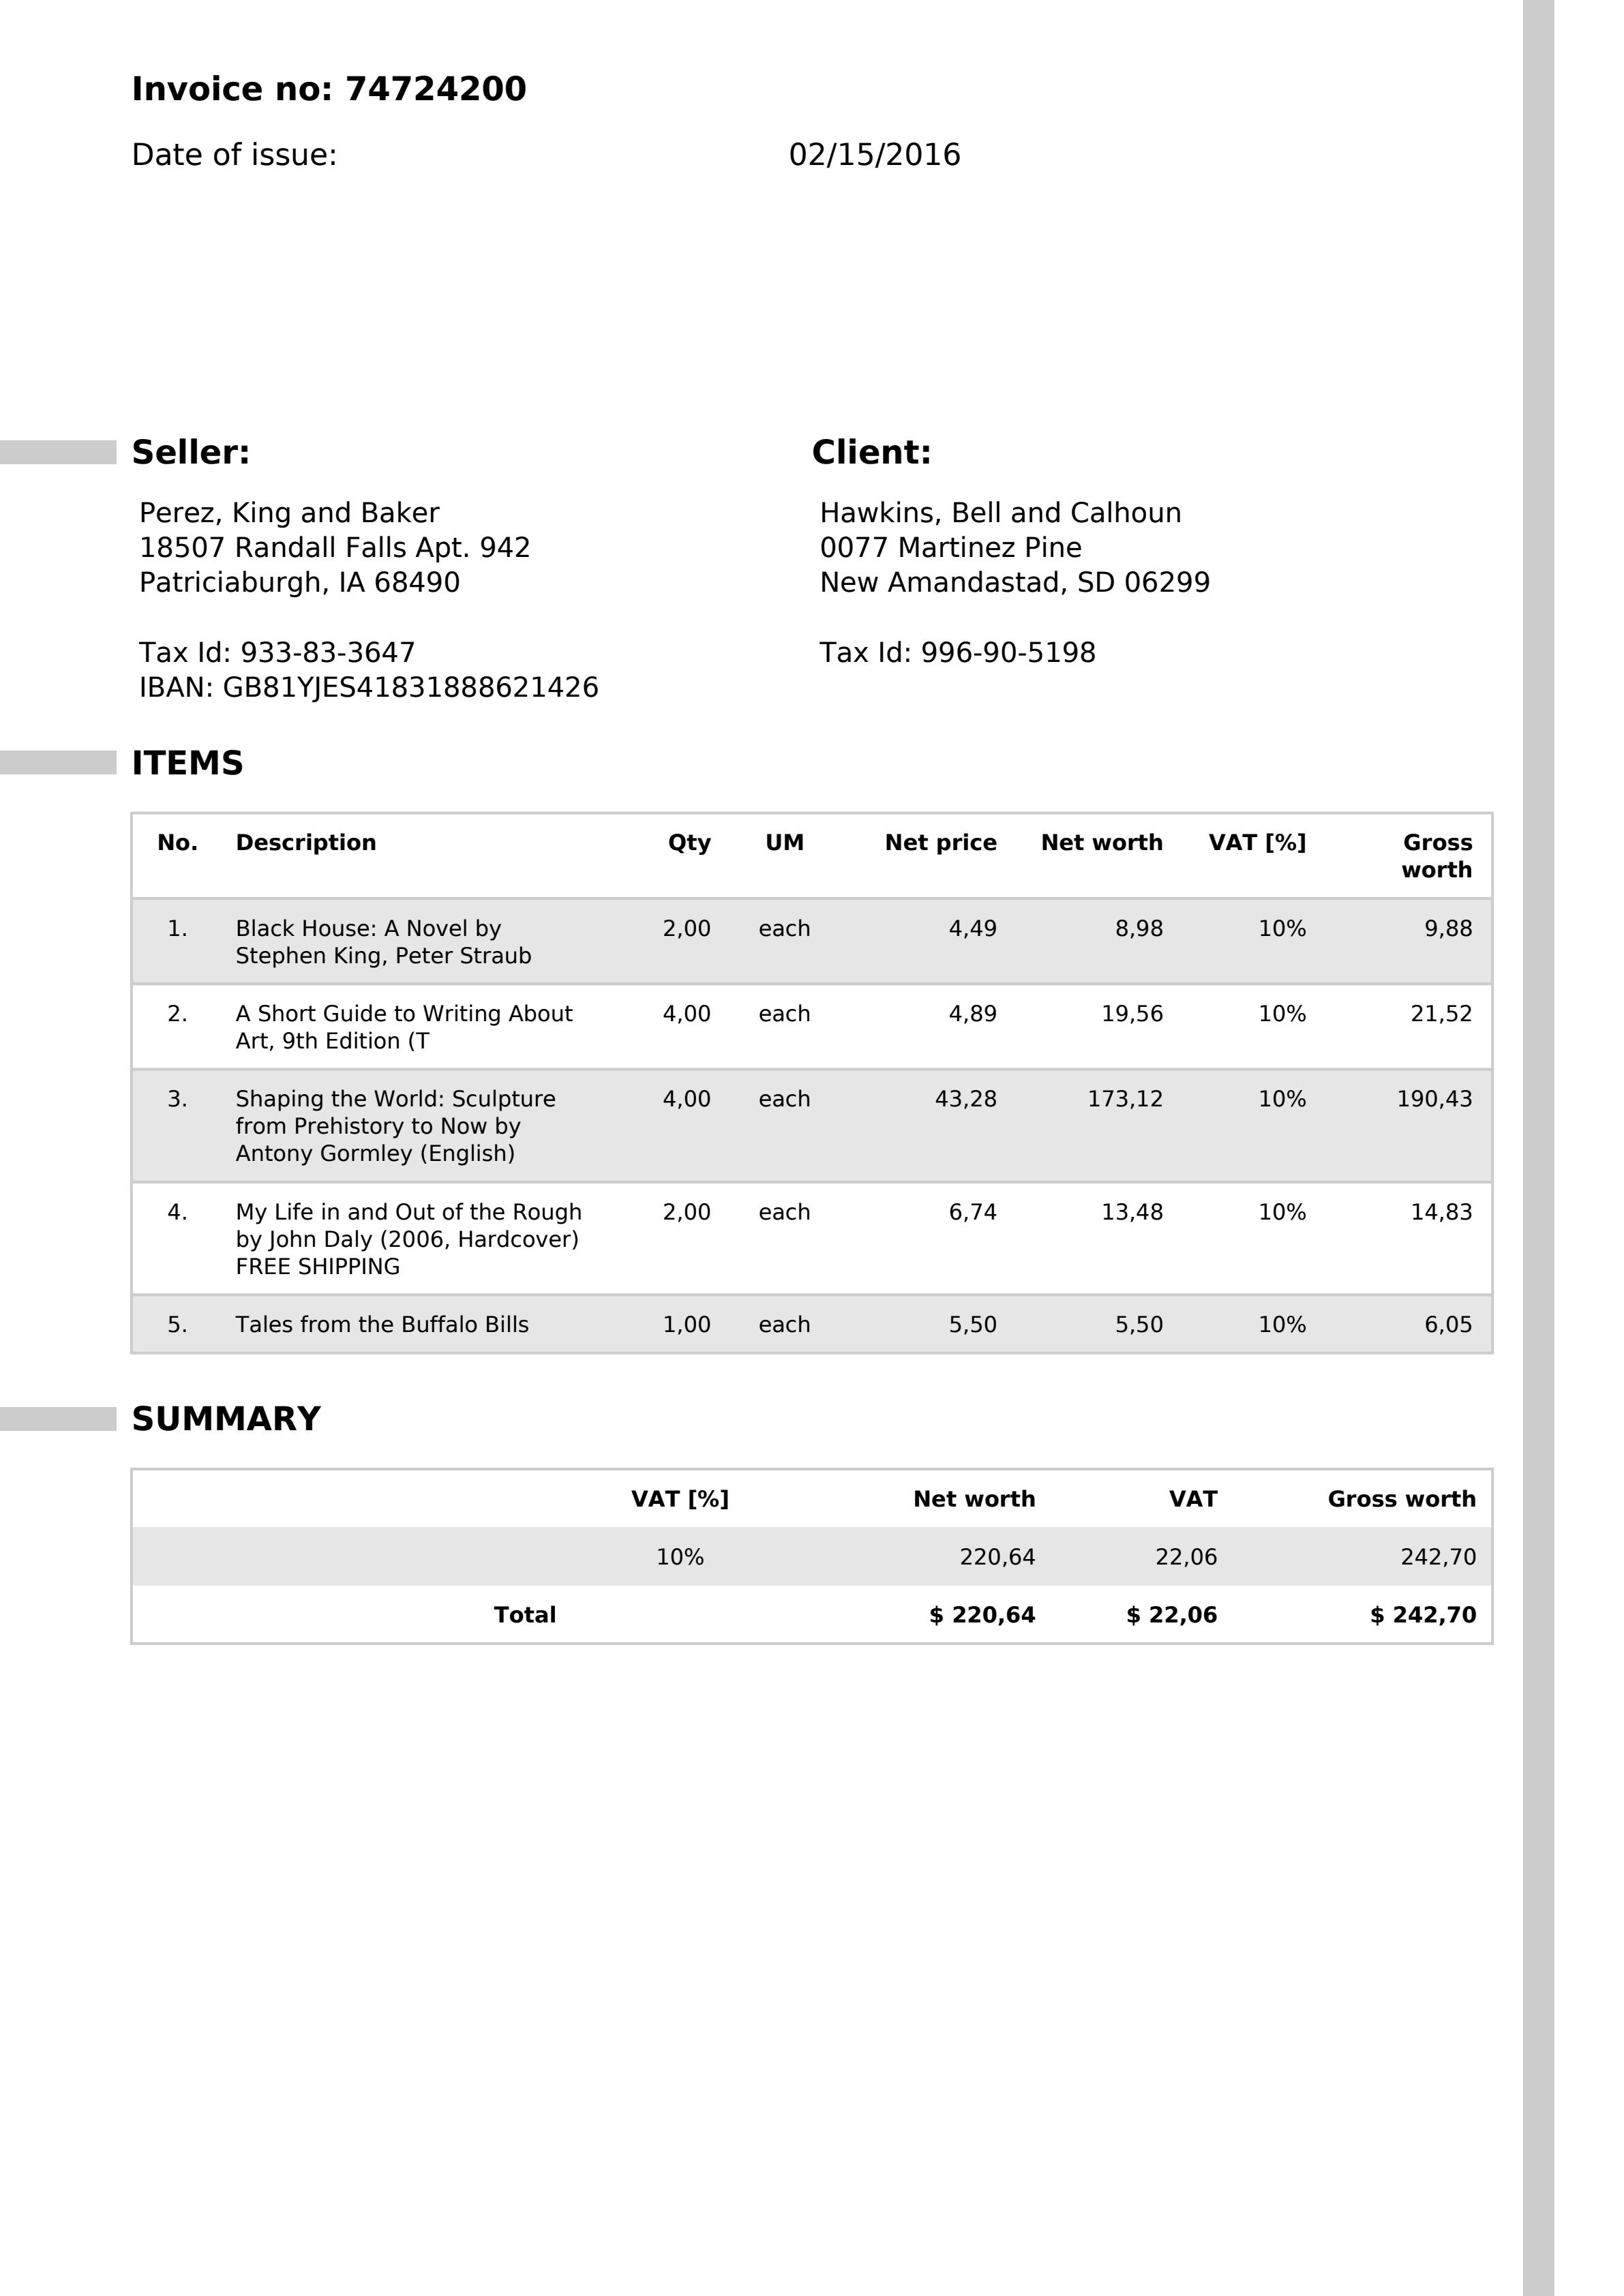 Invoice no: 74724200
Date of issue: 02/15/2016
Seller:
Perez, King and Baker
18507 Randall Falls Apt. 942
Patriciaburgh, IA 68490
Tax Id: 933-83-3647
IBAN: GB81YJES41831888621426
Client:
Hawkins, Bell and Calhoun
0077 Martinez Pine
New Amandastad, SD 06299
Tax Id: 996-90-5198
ITEMS
No. Description Qty UM Net price Net worth VAT [%] Gross
worth
1. Black House: A Novel by 2,00 each 4,49 8,98 10% 9,88
Stephen King, Peter Straub
2. A Short Guide to Writing About 4,00 each 4,89 19,56 10% 21,52
Art, 9th Edition (T
3. Shaping the World: Sculpture 4,00 each 43,28 173,12 10% 190,43
from Prehistory to Now by
Antony Gormley (English)
4. My Life in and Out of the Rough 2,00 each 6,74 13,48 10% 14,83
by John Daly (2006, Hardcover)
FREE SHIPPING
5. Tales from the Buffalo Bills 1,00 each 5,50 5,50 10% 6,05
SUMMARY
VAT [%] Net worth VAT Gross worth
10% 220,64 22,06 242,70
Total $ 220,64 $ 22,06 $ 242,70